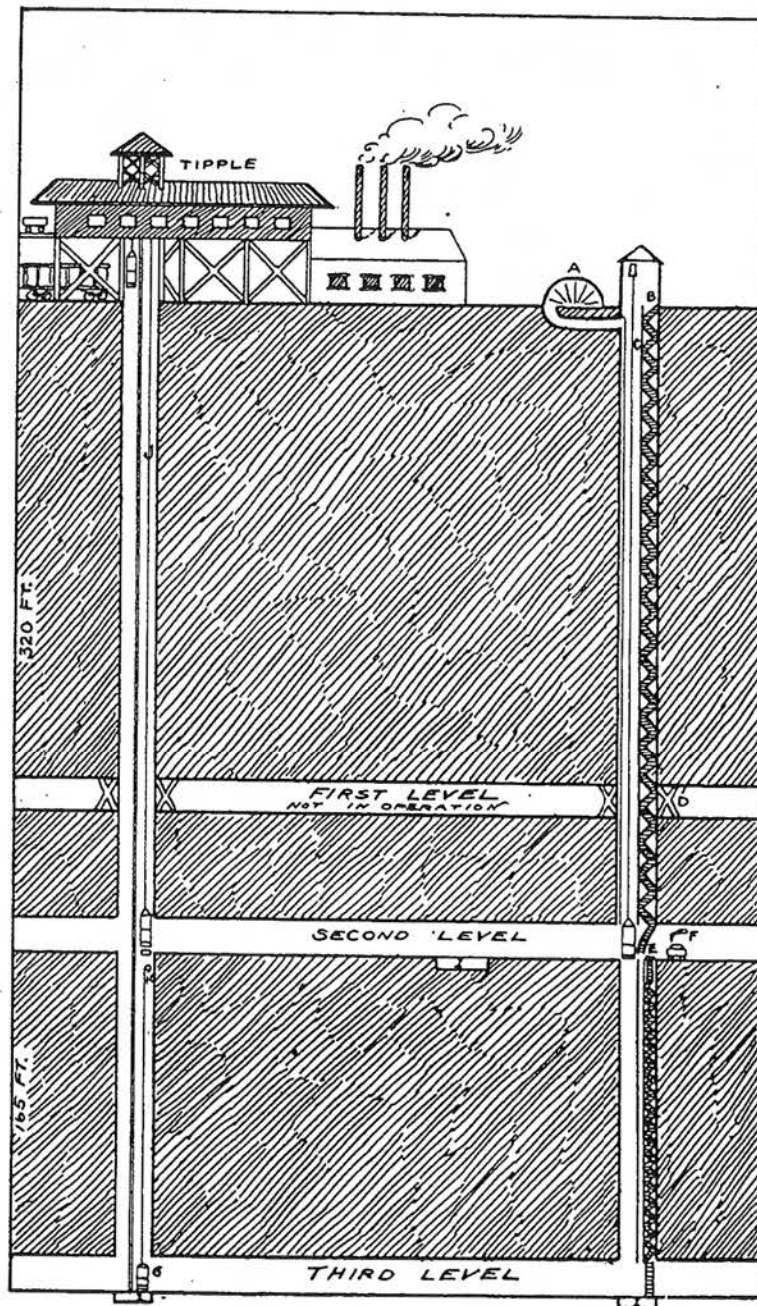 TIPPLE
A
B
C
J
320 FT.
FIRST LEVEL
NOT IN OPERATION
D
SECOND LEVEL
E
F
165 FT.
G
THIRD LEVEL